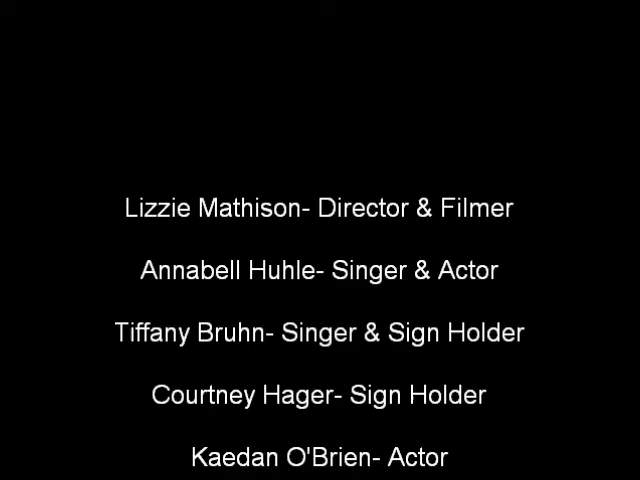 Lizzie Mathison- Director & Filmer
Annabell Huhle- Singer & Actor
Tiffany Bruhn- Singer & Sign Holder
Courtney Hager- Sign Holder
Kaedan O'Brien- Actor